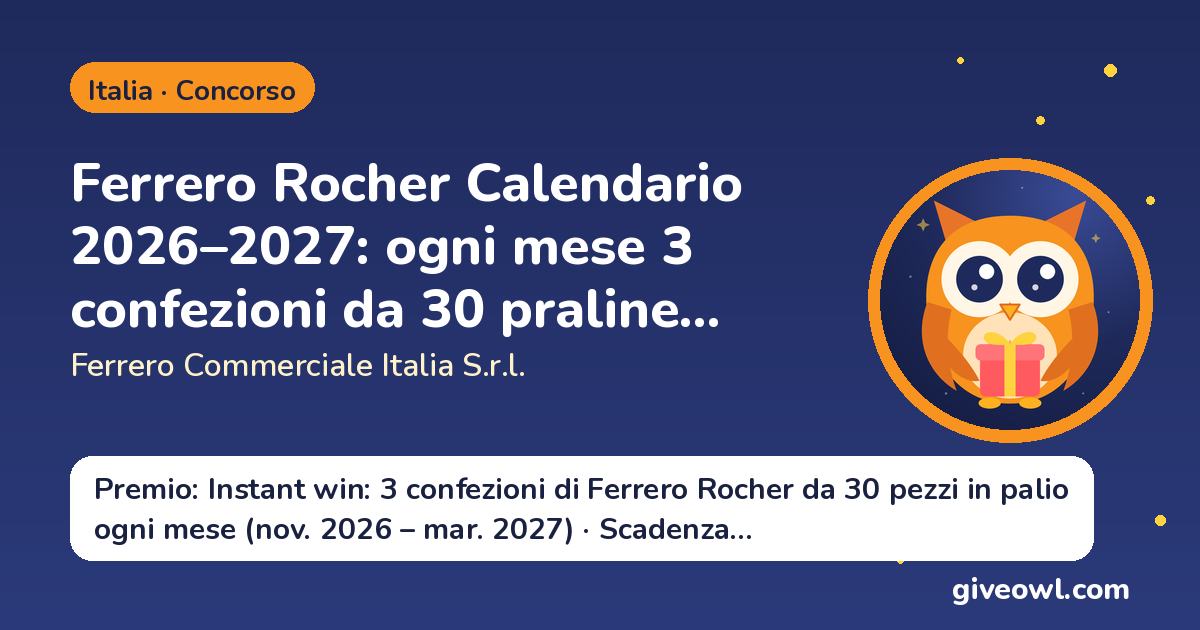 Italia · Concorso
Ferrero Rocher Calendario
2026–2027: ogni mese 3
confezioni da 30 praline…
Ferrero Commerciale Italia S.r.l.
Premio: Instant win: 3 confezioni di Ferrero Rocher da 30 pezzi in palio
ogni mese (nov. 2026 – mar. 2027) · Scadenza…
giveowl.com